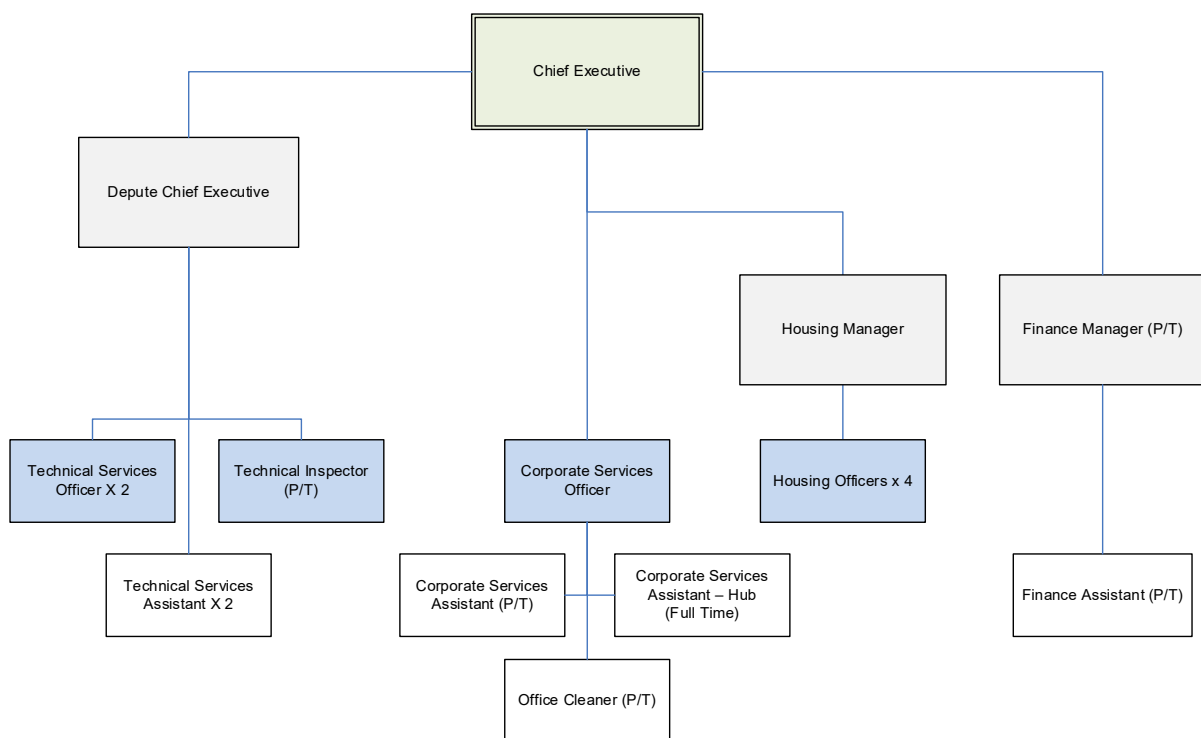 Chief Executive
Depute Chief Executive
Housing Manager
Finance Manager (P/T)
Technical Services
Officer X 2
Technical Inspector
(P/T)
Corporate Services
Officer
Housing Officers x 4
Technical Services
Assistant X 2
Corporate Services
Assistant (P/T)
Corporate Services
Assistant – Hub
(Full Time)
Finance Assistant (P/T)
Office Cleaner (P/T)